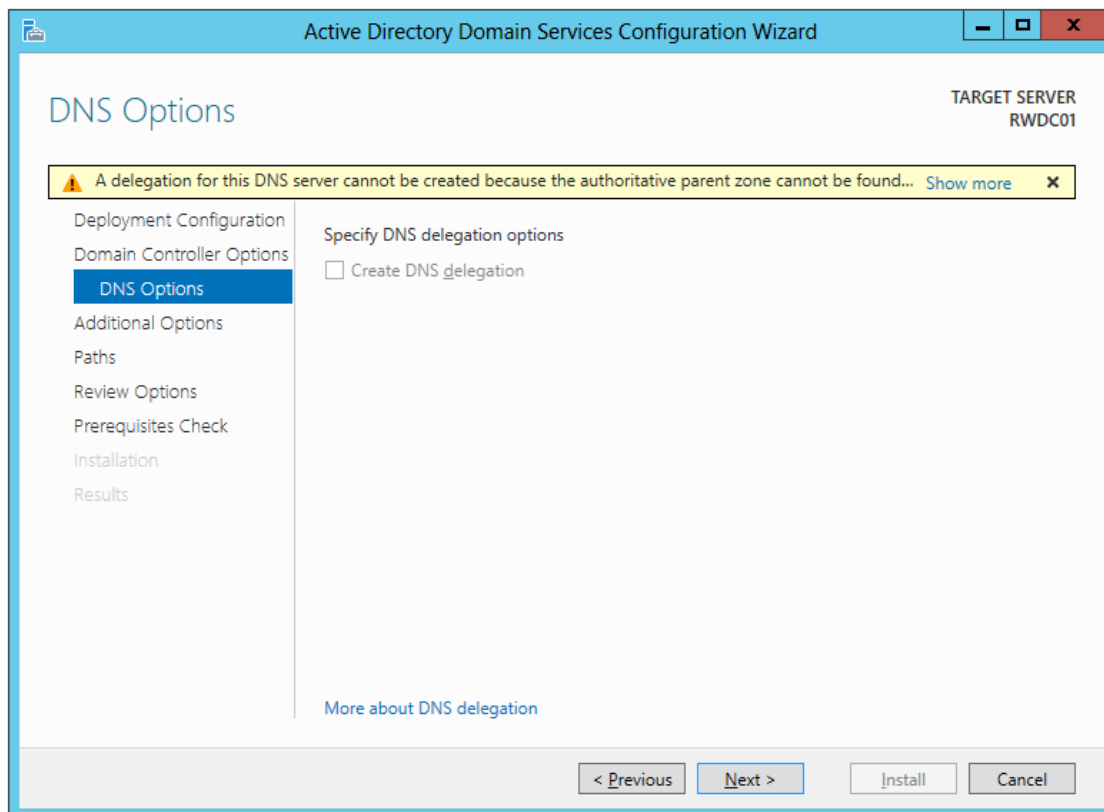 Active Directory Domain Services Configuration Wizard
DNS Options
TARGET SERVER
RWDC01
A delegation for this DNS server cannot be created because the authoritative parent zone cannot be found... Show more
Deployment Configuration
Domain Controller Options
DNS Options
Additional Options
Paths
Review Options
Prerequisites Check
Installation
Results
Specify DNS delegation options
Create DNS delegation
More about DNS delegation
< Previous Next > Install Cancel